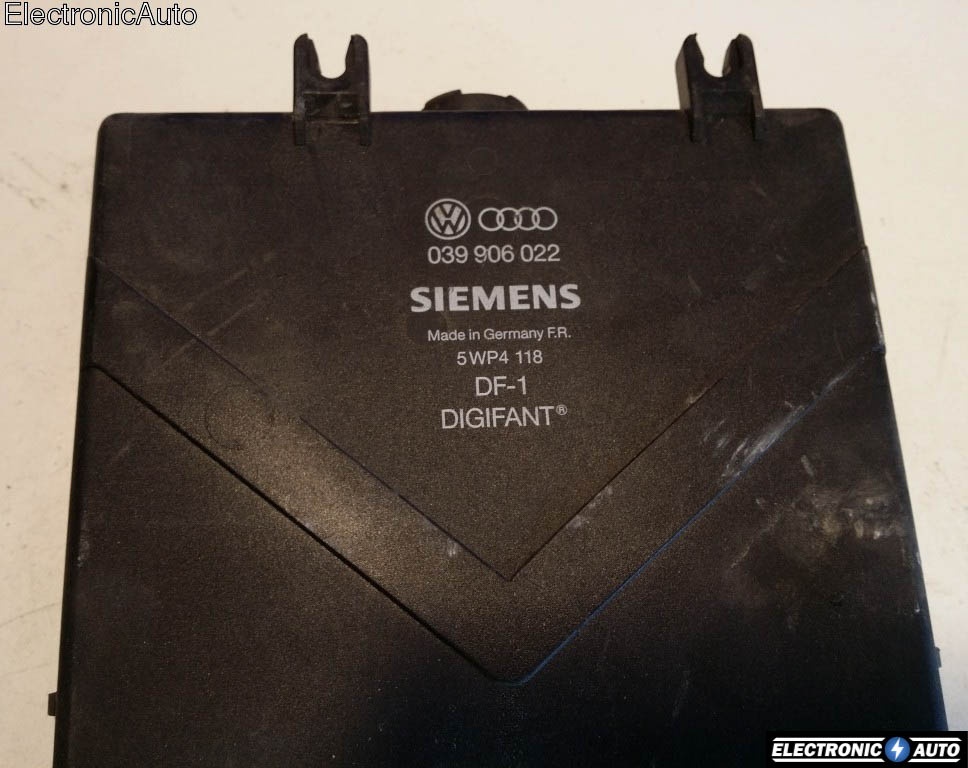 ElectronicAuto
039 906 022
SIEMENS
Made in Germany F.R.
5WP4 118
DF-1
DIGIFANT®
ELECTRONIC AUTO